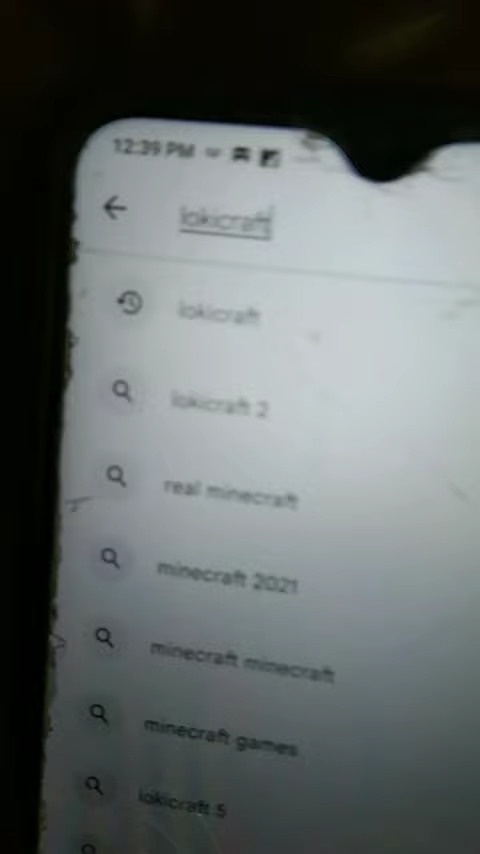 12:39 PM
lokicraft
lokicraft
lokicraft 2
real minecraft
minecraft 2021
minecraft minecraft
minecraft games
lokicraft 5